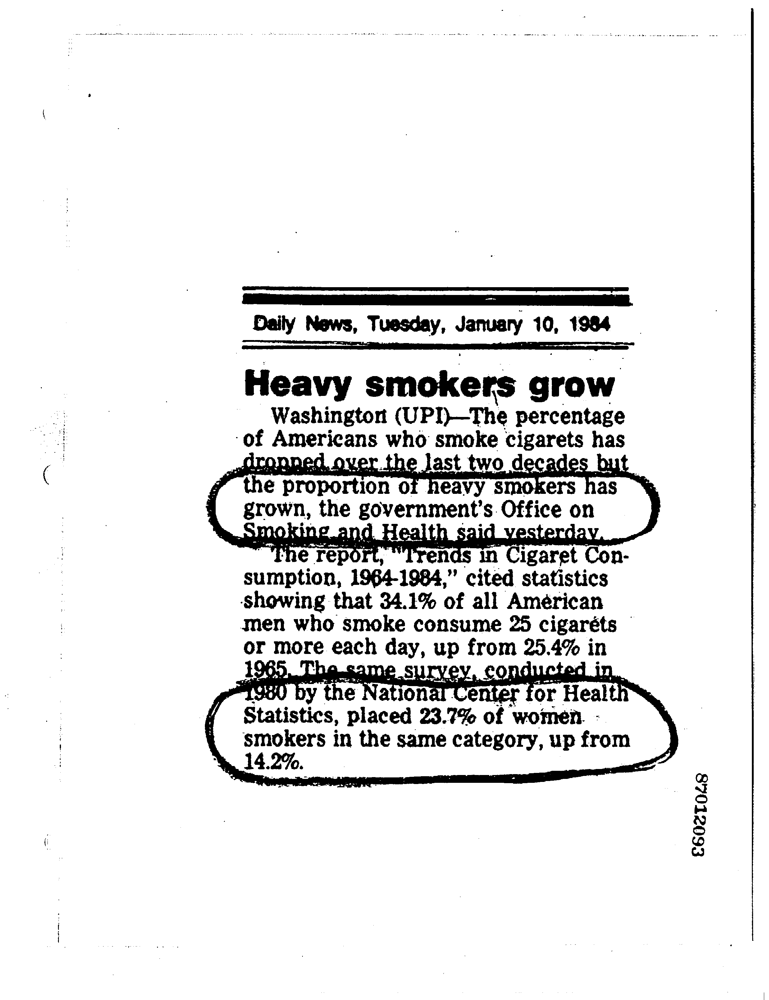 Daily News, Tuesday, January 10, 1984
Heavy smokers grow
Washington (UPI)—The percentage
of Americans who smoke cigarets has
dropped over the last two decades but
the proportion of heavy smokers has
grown, the government's Office on
Smoking and Health said yesterday.
The report, "Trends in Cigaret Con-
sumption, 1964-1984," cited statistics
showing that 34.1% of all American
men who smoke consume 25 cigarets
or more each day, up from 25.4% in
1965. The same survey, conducted in
1980 by the National Center for Health
Statistics, placed 23.7% of women
smokers in the same category, up from
14.2%.
87012093